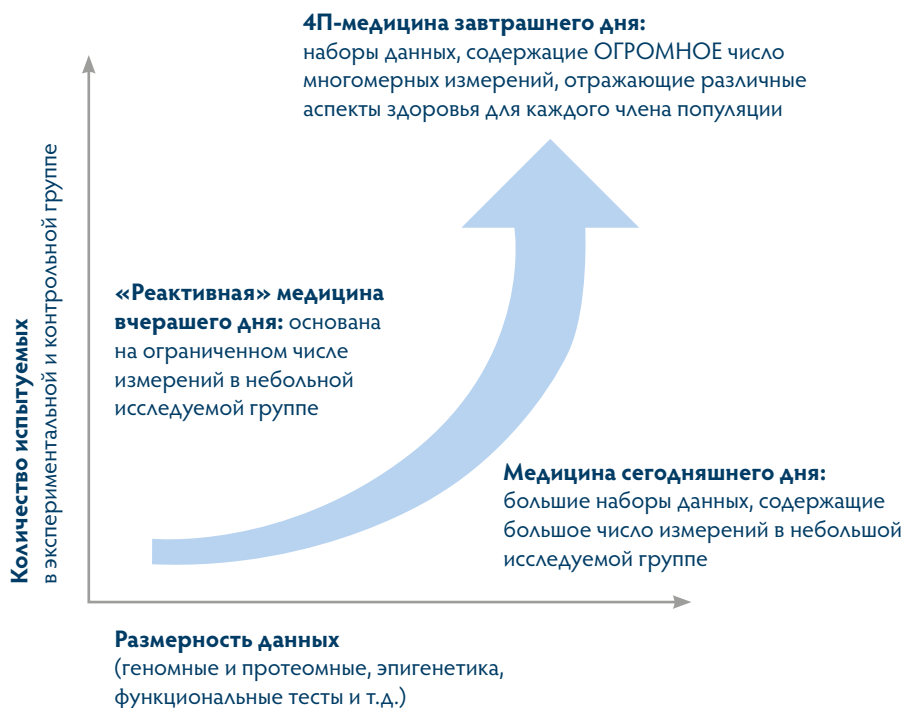 4П-медицина завтрашнего дня:
наборы данных, содержащие ОГРОМНОЕ число
многомерных измерений, отражающие различные
аспекты здоровья для каждого члена популяции
Количество испытуемых
в экспериментальной и контрольной группе
«Реактивная» медицина
вчерашего дня: основана
на ограниченном числе
измерений в небольной
исследуемой группе
Медицина сегодняшнего дня:
большие наборы данных, содержащие
большое число измерений в небольшой
исследуемой группе
Размерность данных
(геномные и протеомные, эпигенетика,
функциональные тесты и т.д.)